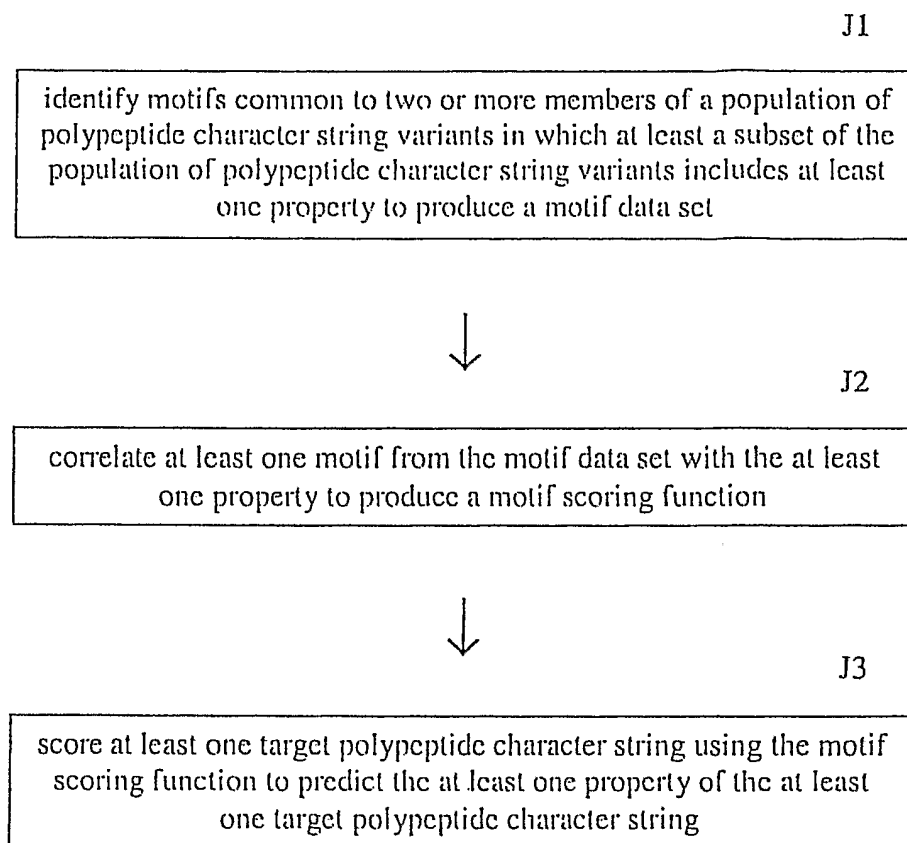 J1
identify motifs common to two or more members of a population of
polypeptide character string variants in which at least a subset of the
population of polypeptide character string variants includes at least
one property to produce a motif data set
J2
correlate at least one motif from the motif data set with the at least
one property to produce a motif scoring function
J3
score at least one target polypeptide character string using the motif
scoring function to predict the at least one property of the at least
one target polypeptide character string